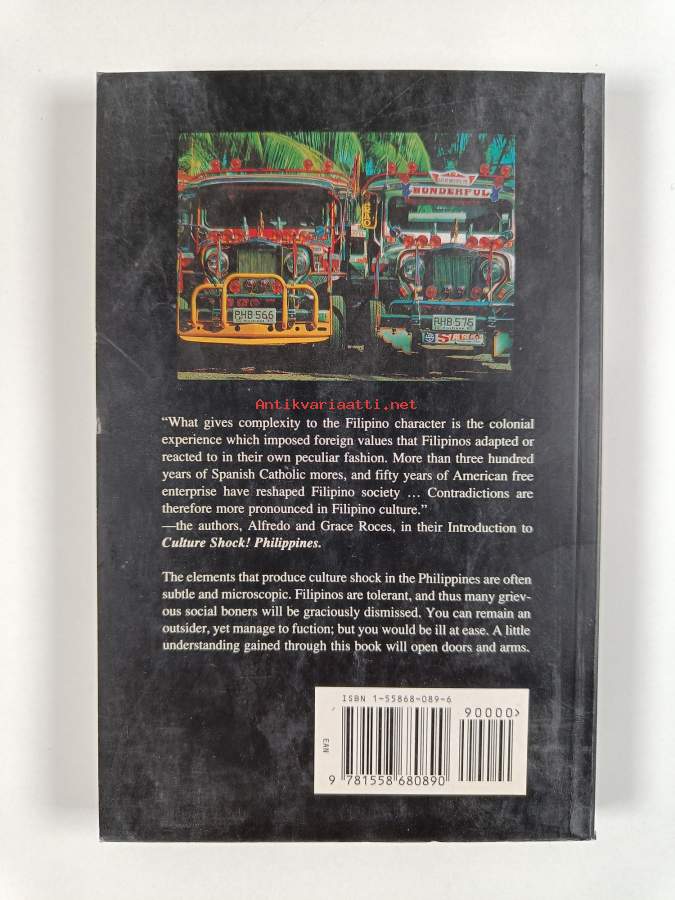 WONDERFUL
PHB 566
PHB 576
Antikvariaatti.net
“What gives complexity to the Filipino character is the colonial
experience which imposed foreign values that Filipinos adapted or
reacted to in their own peculiar fashion. More than three hundred
years of Spanish Catholic mores, and fifty years of American free
enterprise have reshaped Filipino society … Contradictions are
therefore more pronounced in Filipino culture.”
—the authors, Alfredo and Grace Roces, in their Introduction to
Culture Shock! Philippines.
The elements that produce culture shock in the Philippines are often
subtle and microscopic. Filipinos are tolerant, and thus many griev-
ous social boners will be graciously dismissed. You can remain an
outsider, yet manage to fuction; but you would be ill at ease. A little
understanding gained through this book will open doors and arms.
ISBN 1-55868-089-6
90000>
EAN
9 781558 680890